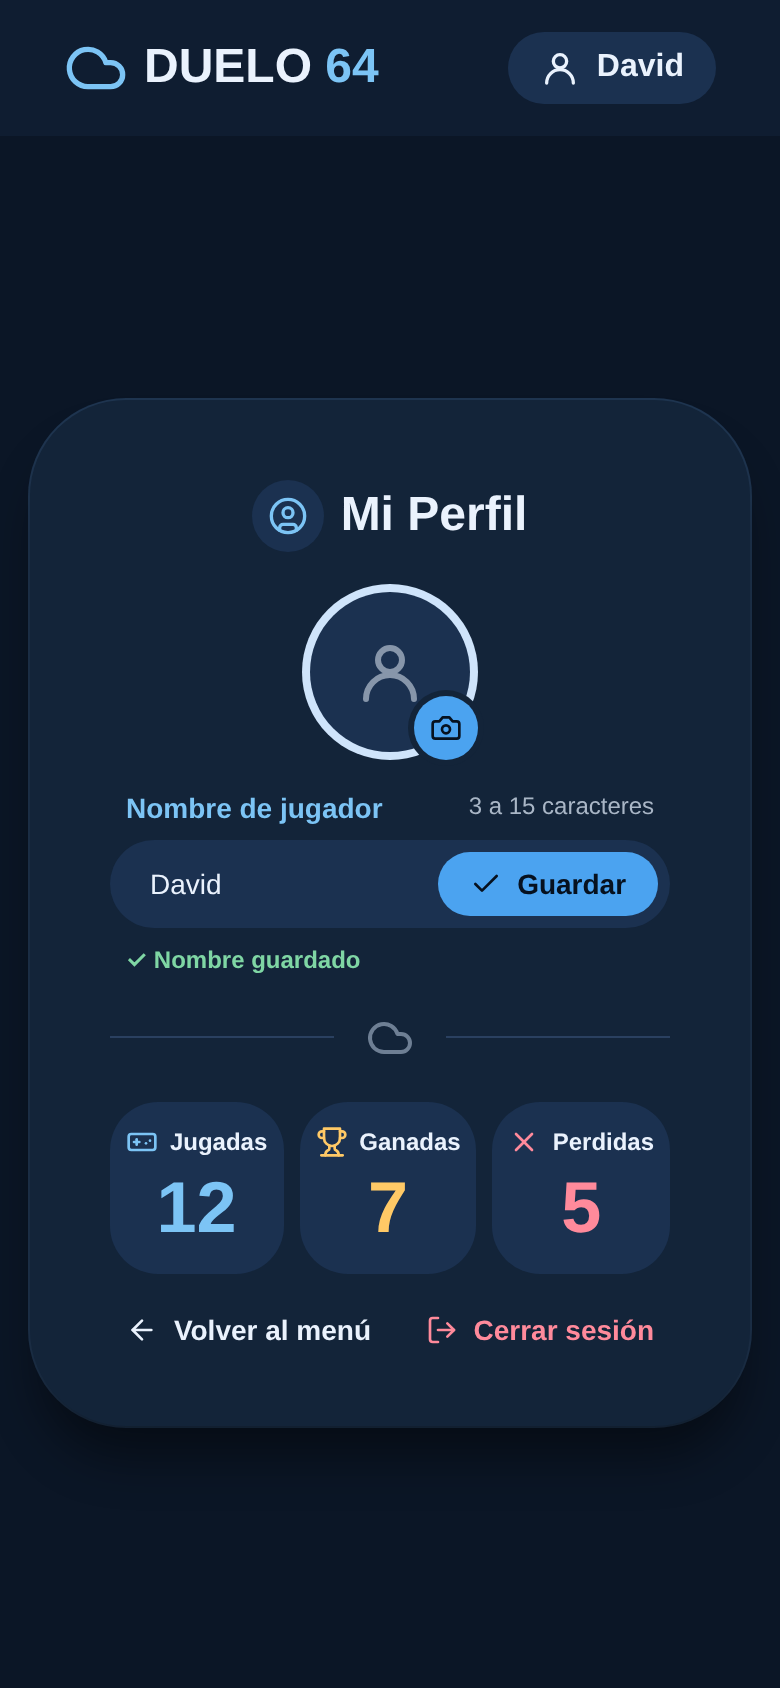 DUELO 64
David
Mi Perfil
Nombre de jugador
3 a 15 caracteres
David
Guardar
Nombre guardado
Jugadas
Ganadas
Perdidas
12
7
5
Volver al menú
Cerrar sesión